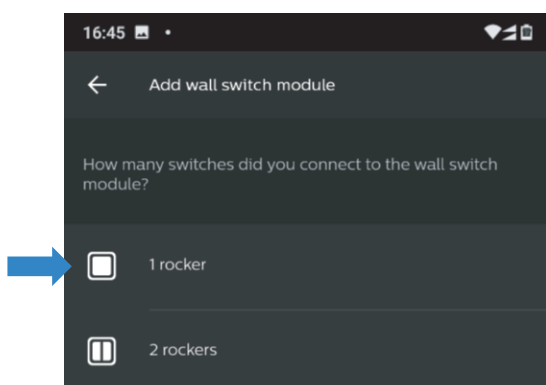 16:45
Add wall switch module
How many switches did you connect to the wall switch
module?
1 rocker
2 rockers